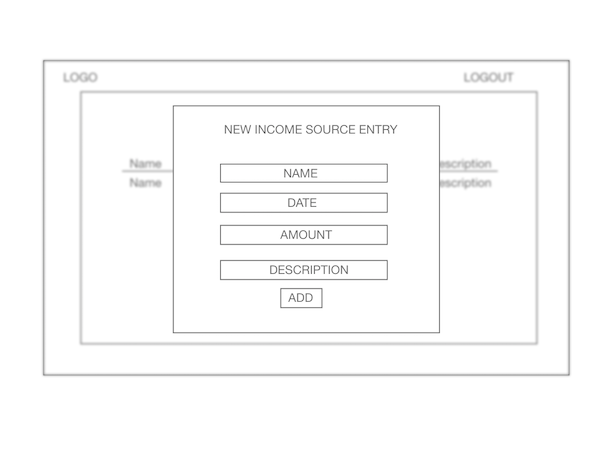 LOGO LOGOUT
NEW INCOME SOURCE ENTRY
Name escription
NAME
Name escription
DATE
AMOUNT
DESCRIPTION
ADD